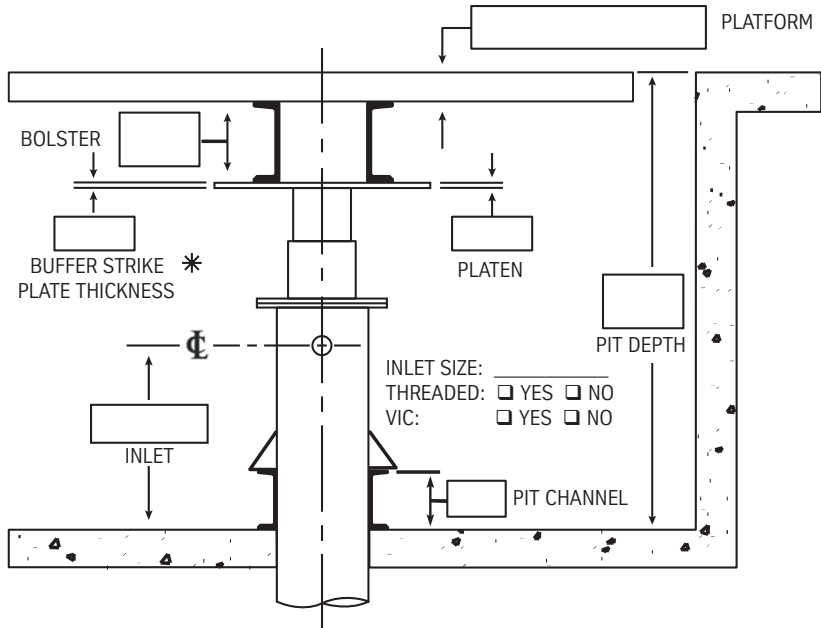 PLATFORM
BOLSTER
BUFFER STRIKE *
PLATE THICKNESS
PLATEN
PIT DEPTH
℄
INLET SIZE: __________
THREADED: ❑ YES ❑ NO
VIC: ❑ YES ❑ NO
INLET
PIT CHANNEL